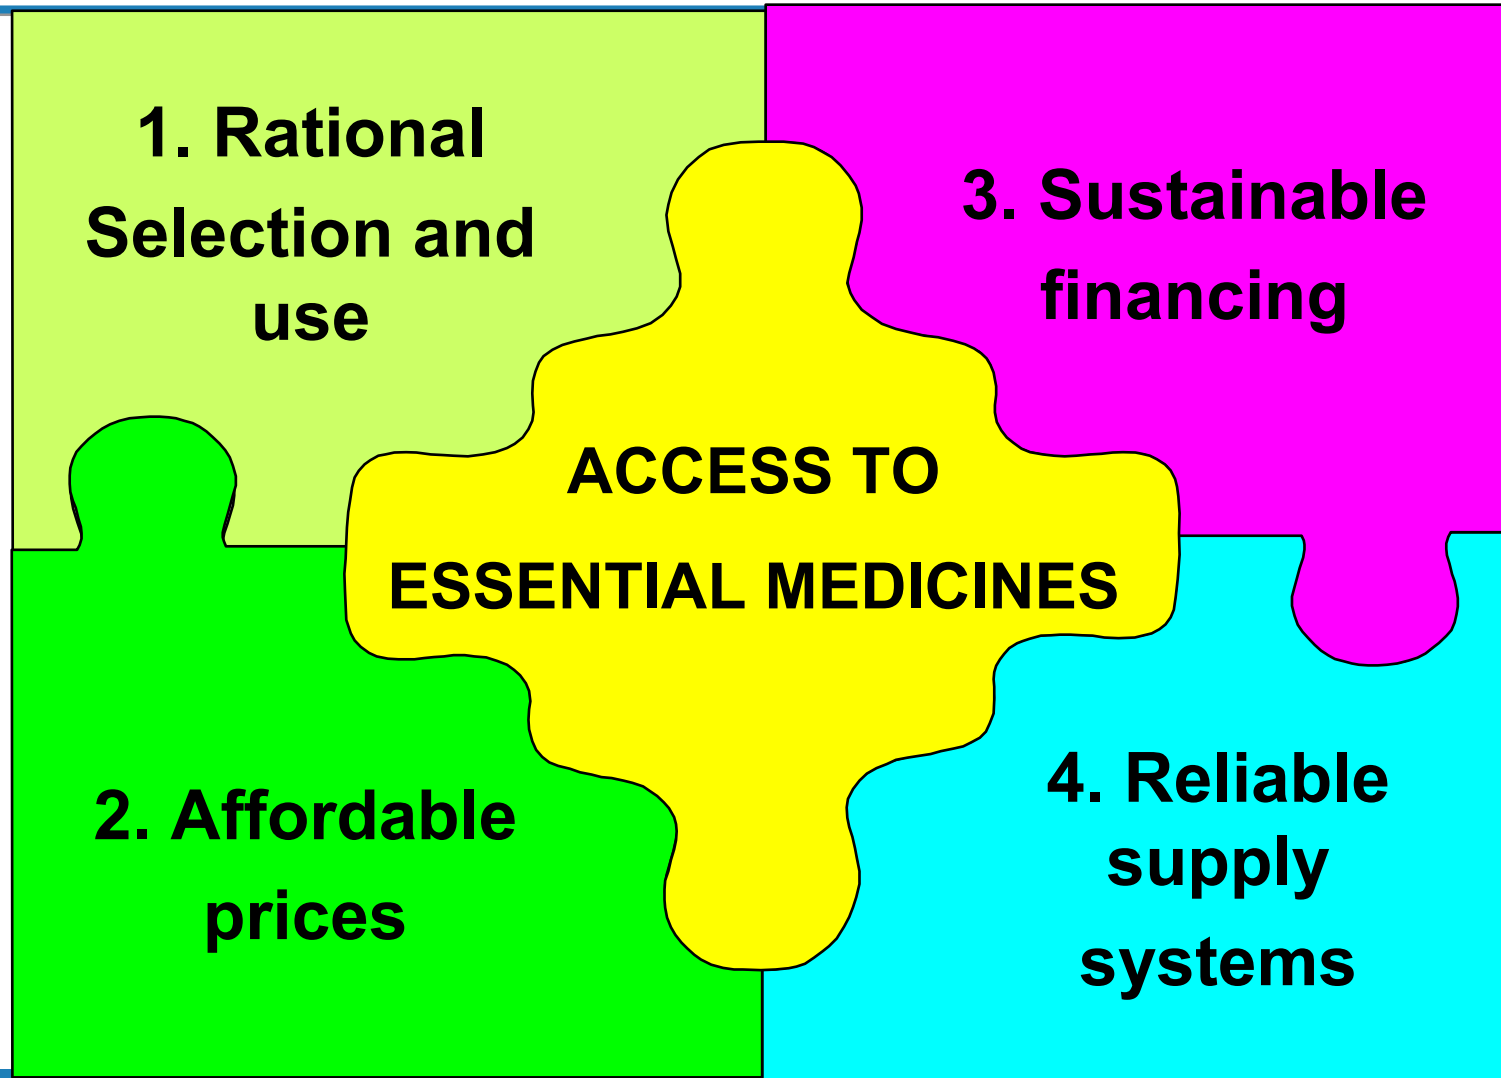 1. Rational
Selection and
use
3. Sustainable
financing
ACCESS TO
ESSENTIAL MEDICINES
2. Affordable
prices
4. Reliable
supply
systems